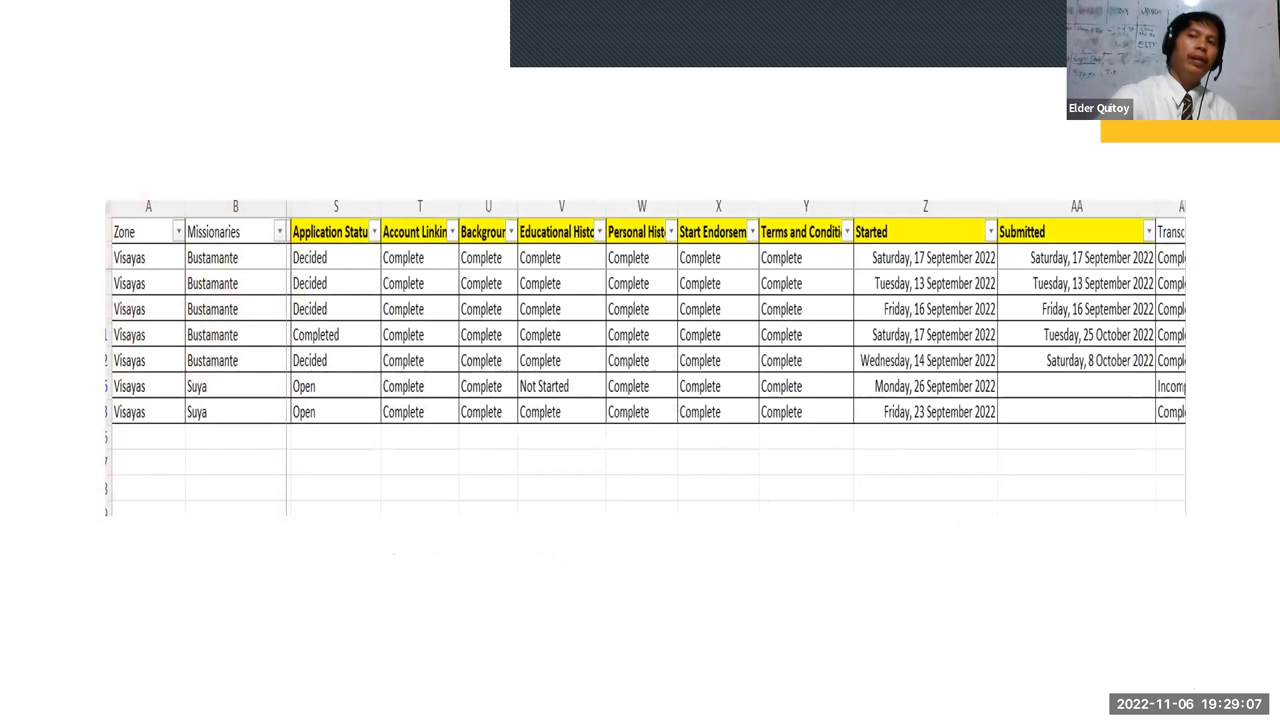 Elder Quitoy
A B S T U V W X Y Z AA
Zone Missionaries Application Statu Account Linkin Backgroun Educational Histo Personal Hist Start Endorsem Terms and Conditi Started Submitted Transc
Visayas Bustamante Decided Complete Complete Complete Complete Complete Complete Saturday, 17 September 2022 Saturday, 17 September 2022 Compl
Visayas Bustamante Decided Complete Complete Complete Complete Complete Complete Tuesday, 13 September 2022 Tuesday, 13 September 2022 Compl
Visayas Bustamante Decided Complete Complete Complete Complete Complete Complete Friday, 16 September 2022 Friday, 16 September 2022 Compl
Visayas Bustamante Completed Complete Complete Complete Complete Complete Complete Saturday, 17 September 2022 Tuesday, 25 October 2022 Compl
Visayas Bustamante Decided Complete Complete Complete Complete Complete Complete Wednesday, 14 September 2022 Saturday, 8 October 2022 Compl
Visayas Suya Open Complete Complete Not Started Complete Complete Complete Monday, 26 September 2022 Incom
Visayas Suya Open Complete Complete Complete Complete Complete Complete Friday, 23 September 2022 Compl
2022-11-06 19:29:07